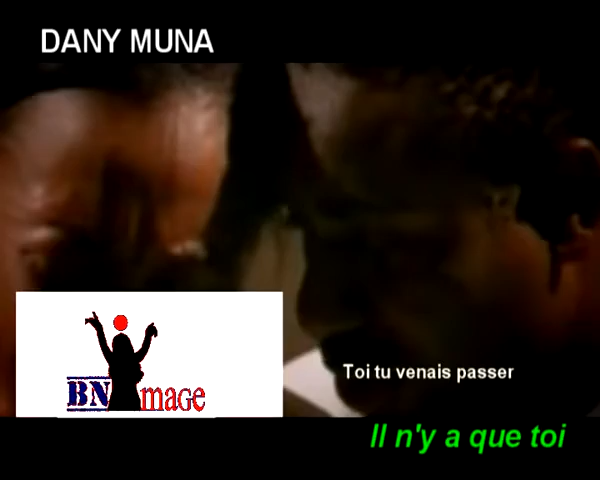 DANY MUNA
Toi tu venais passer
BN mage
Il n'y a que toi